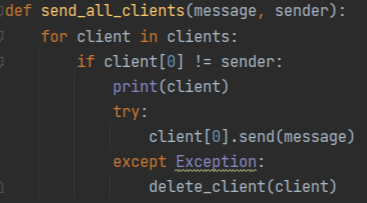 def send_all_clients(message, sender):
    for client in clients:
        if client[0] != sender:
            print(client)
            try:
                client[0].send(message)
            except Exception:
                delete_client(client)